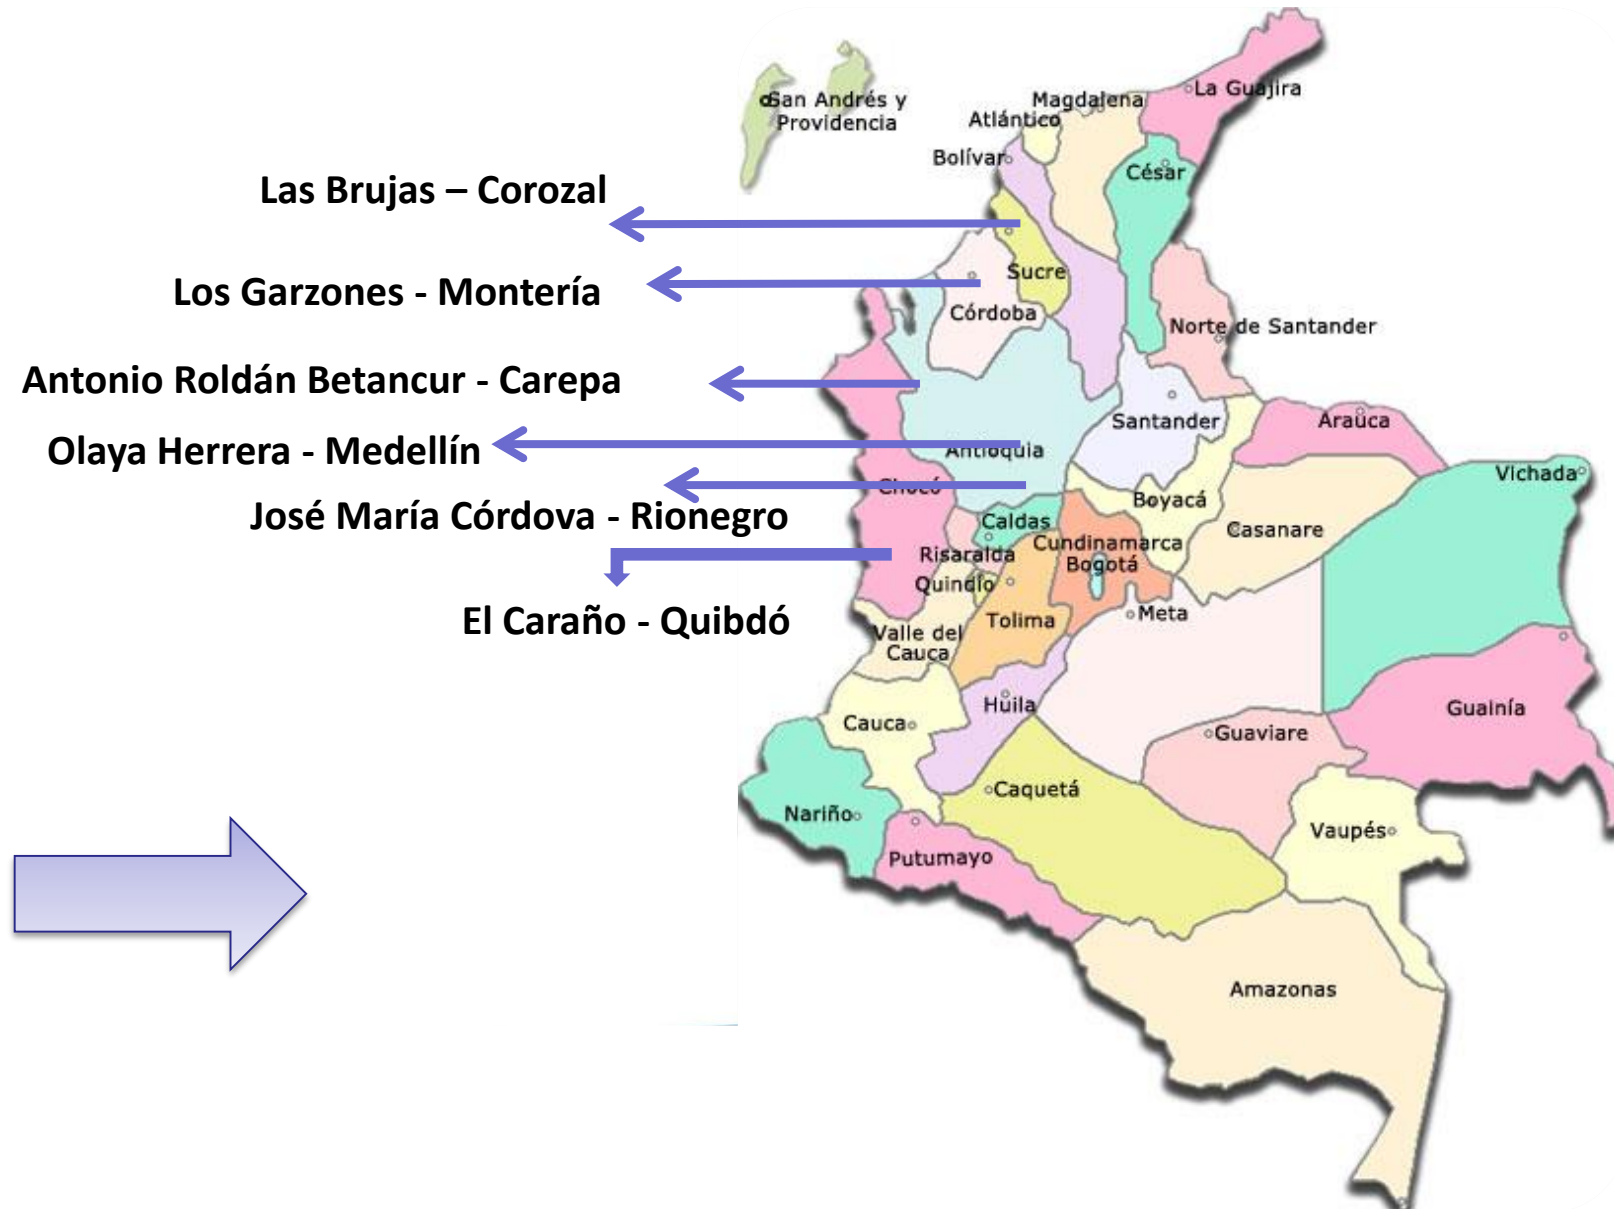 Las Brujas – Corozal
Los Garzones - Montería
Antonio Roldán Betancur - Carepa
Olaya Herrera - Medellín
José María Córdova - Rionegro
El Caraño - Quibdó
San Andrés y
Providencia
La Guajira
Magdalena
Atlántico
Bolívar
César
Sucre
Córdoba
Norte de Santander
Santander
Araúca
Antioquia
Vichada
Chocó
Boyacá
Caldas
Casanare
Cundinamarca
Risaralda
Bogotá
Quindío
Meta
Tolima
Valle del
Cauca
Húila
Guainía
Cauca
Guaviare
Caquetá
Nariño
Vaupés
Putumayo
Amazonas